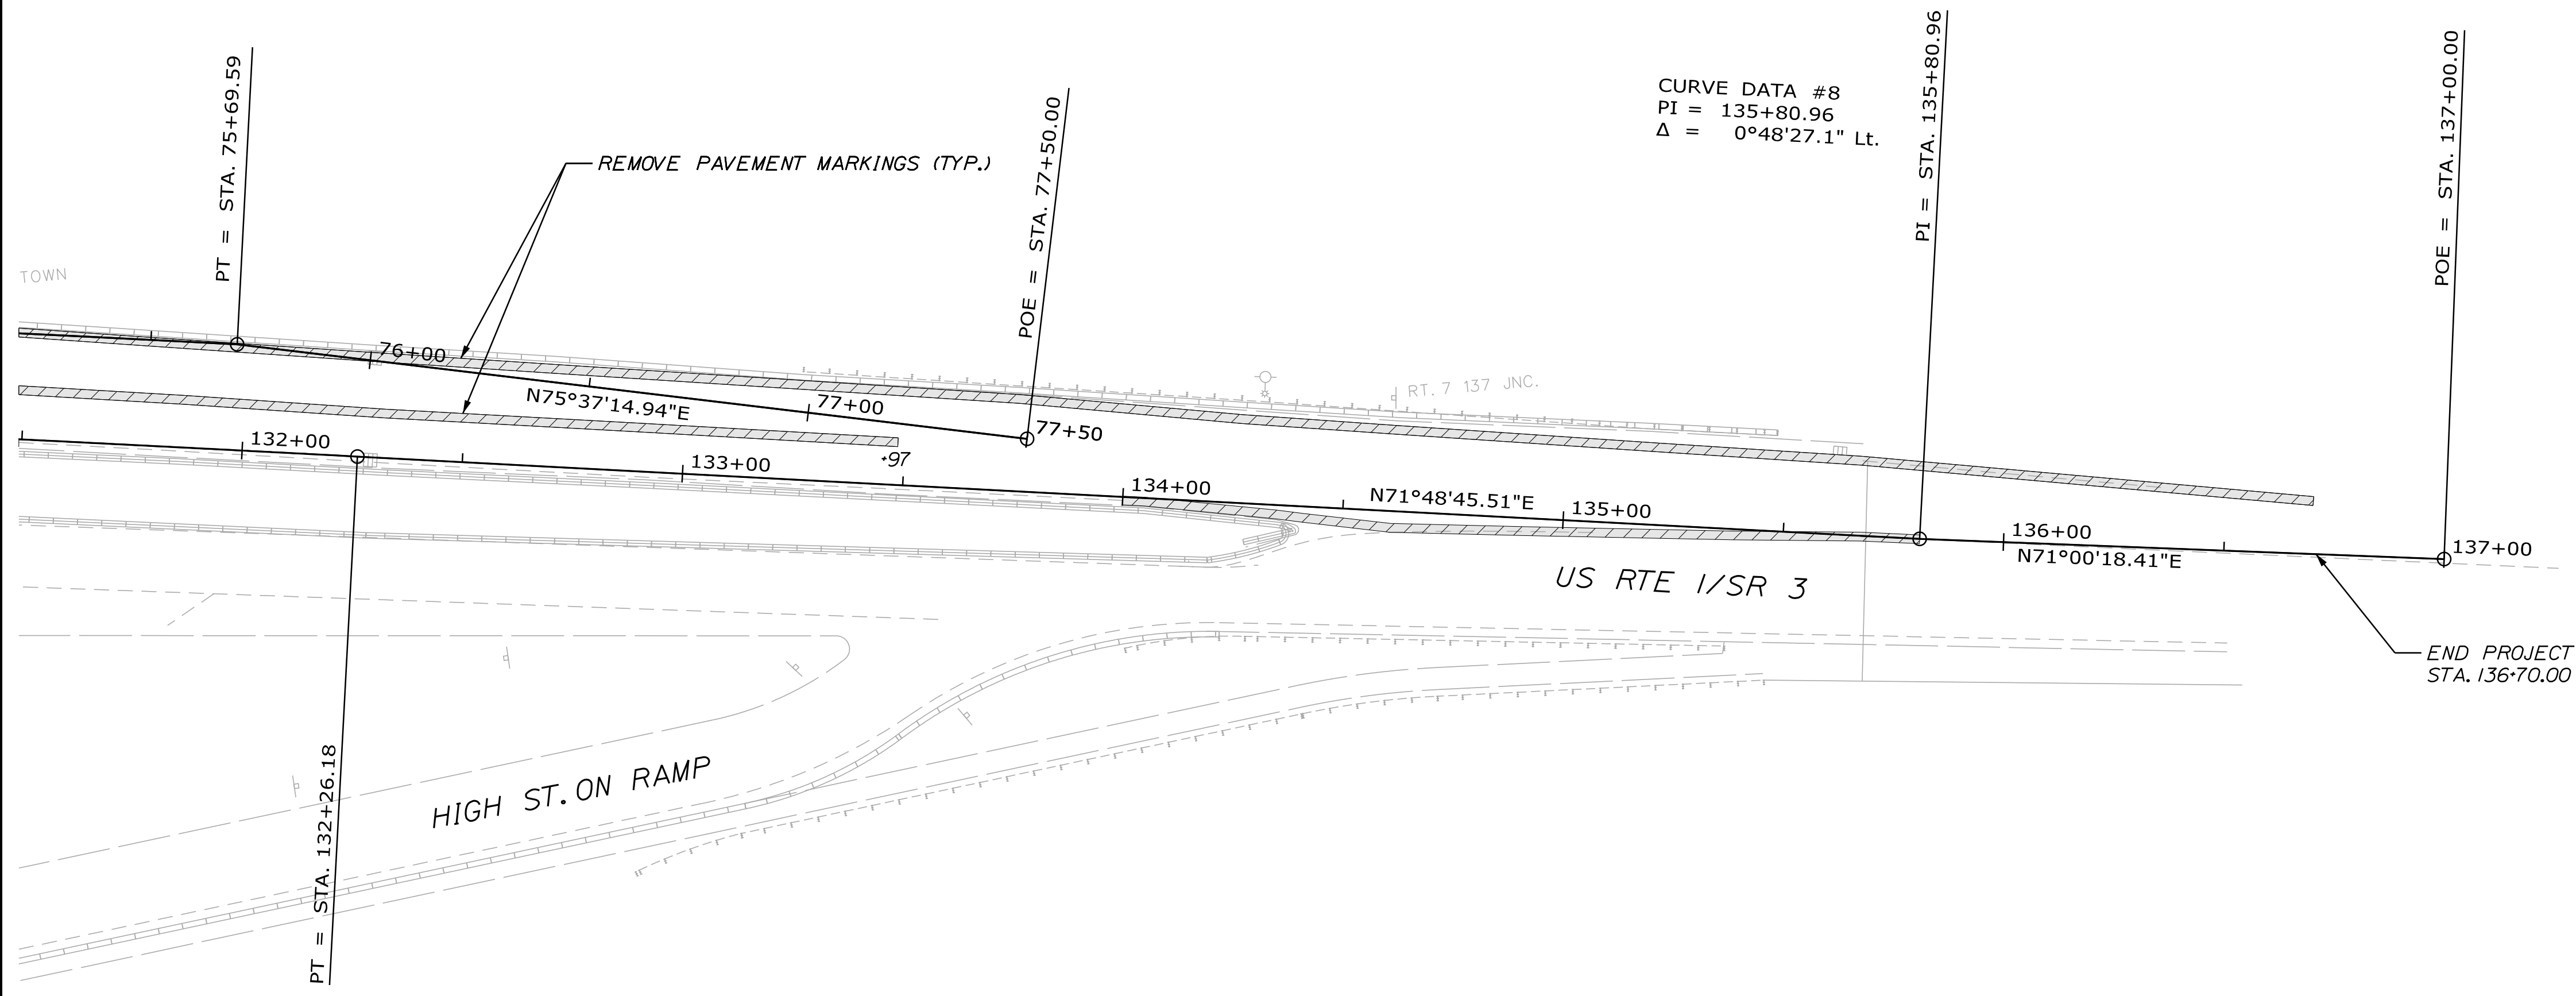 PT = STA. 75+69.59
POE = STA. 77+50.00
CURVE DATA #8
PI = 135+80.96
Δ = 0°48'27.1" Lt.
PI = STA. 135+80.96
POE = STA. 137+00.00
REMOVE PAVEMENT MARKINGS (TYP.)
TOWN
76+00
N75°37'14.94"E
77+00
77+50
RT. 7 137 JNC.
132+00
133+00
+97
134+00
N71°48'45.51"E
135+00
136+00
N71°00'18.41"E
137+00
US RTE 1/SR 3
END PROJECT
STA. 136+70.00
HIGH ST. ON RAMP
PT = STA. 132+26.18